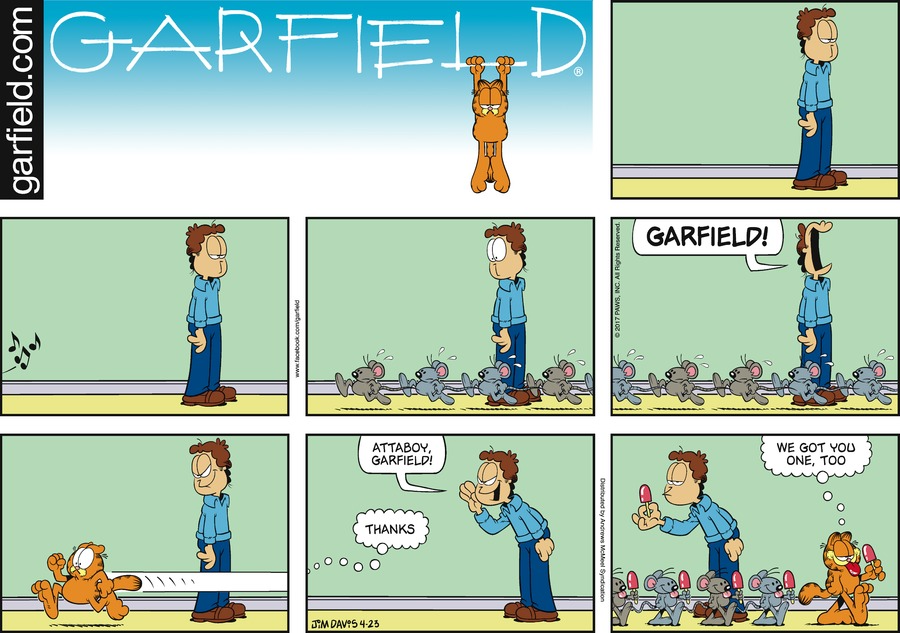 garfield.com
GARFIELD®
www.facebook.com/garfield
GARFIELD!
© 2017 PAWS, INC. All Rights Reserved.
ATTABOY,
GARFIELD!
THANKS
JIM DAVIS 4-23
Distributed by Andrews McMeel Syndication
WE GOT YOU
ONE, TOO